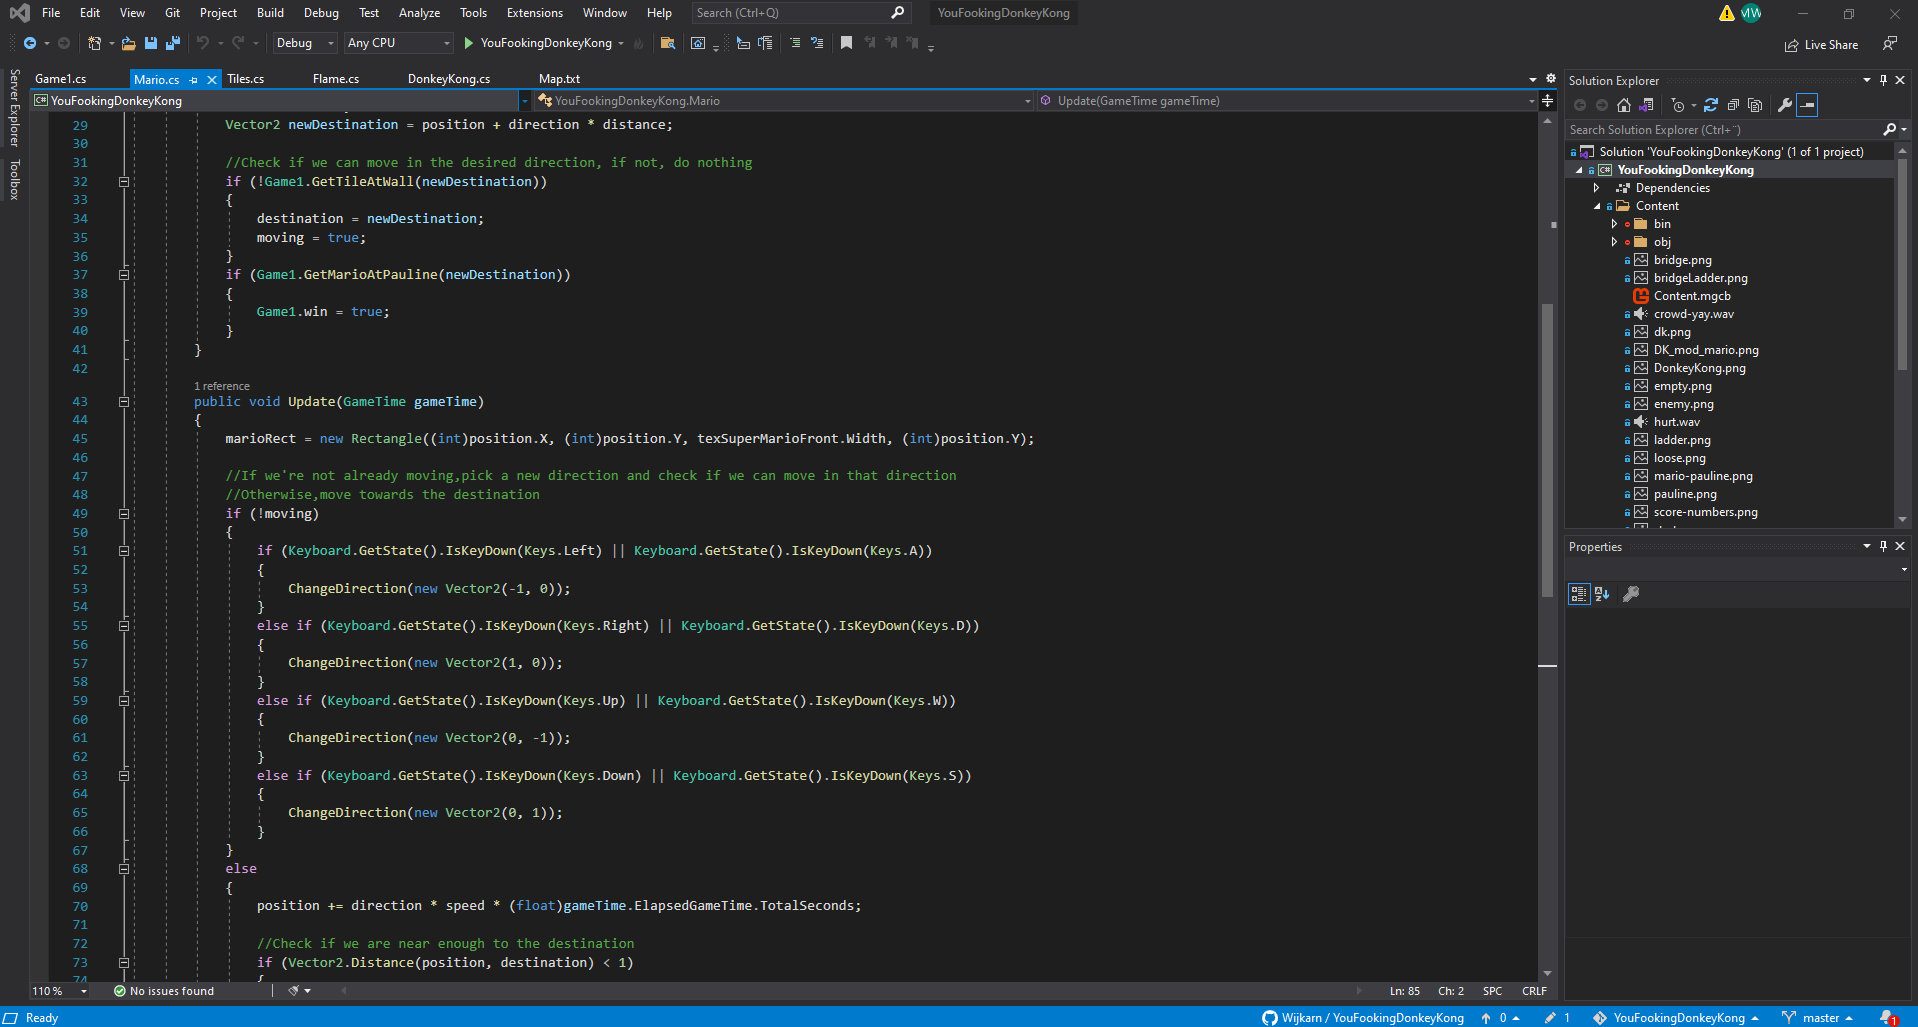 File Edit View Git Project Build Debug Test Analyze Tools Extensions Window Help Search (Ctrl+Q) YouFookingDonkeyKong MW
Debug Any CPU YouFookingDonkeyKong Live Share
Server Explorer
Toolbox
Game1.cs Mario.cs Tiles.cs Flame.cs DonkeyKong.cs Map.txt
C# YouFookingDonkeyKong YouFookingDonkeyKong.Mario Update(GameTime gameTime)
29 Vector2 newDestination = position + direction * distance;
30
31 //Check if we can move in the desired direction, if not, do nothing
32 if (!Game1.GetTileAtWall(newDestination))
33 {
34 destination = newDestination;
35 moving = true;
36 }
37 if (Game1.GetMarioAtPauline(newDestination))
38 {
39 Game1.win = true;
40 }
41 }
42
1 reference
43 public void Update(GameTime gameTime)
44 {
45 marioRect = new Rectangle((int)position.X, (int)position.Y, texSuperMarioFront.Width, (int)position.Y);
46
47 //If we're not already moving,pick a new direction and check if we can move in that direction
48 //Otherwise,move towards the destination
49 if (!moving)
50 {
51 if (Keyboard.GetState().IsKeyDown(Keys.Left) || Keyboard.GetState().IsKeyDown(Keys.A))
52 {
53 ChangeDirection(new Vector2(-1, 0));
54 }
55 else if (Keyboard.GetState().IsKeyDown(Keys.Right) || Keyboard.GetState().IsKeyDown(Keys.D))
56 {
57 ChangeDirection(new Vector2(1, 0));
58 }
59 else if (Keyboard.GetState().IsKeyDown(Keys.Up) || Keyboard.GetState().IsKeyDown(Keys.W))
60 {
61 ChangeDirection(new Vector2(0, -1));
62 }
63 else if (Keyboard.GetState().IsKeyDown(Keys.Down) || Keyboard.GetState().IsKeyDown(Keys.S))
64 {
65 ChangeDirection(new Vector2(0, 1));
66 }
67 }
68 else
69 {
70 position += direction * speed * (float)gameTime.ElapsedGameTime.TotalSeconds;
71
72 //Check if we are near enough to the destination
73 if (Vector2.Distance(position, destination) < 1)
74 {
110 % No issues found Ln: 85 Ch: 2 SPC CRLF
Solution Explorer
Search Solution Explorer (Ctrl+¨)
Solution 'YouFookingDonkeyKong' (1 of 1 project)
C# YouFookingDonkeyKong
Dependencies
Content
bin
obj
bridge.png
bridgeLadder.png
Content.mgcb
crowd-yay.wav
dk.png
DK_mod_mario.png
DonkeyKong.png
empty.png
enemy.png
hurt.wav
ladder.png
loose.png
mario-pauline.png
pauline.png
score-numbers.png
Properties
Ready Wijkarn / YouFookingDonkeyKong 0 1 YouFookingDonkeyKong master 1